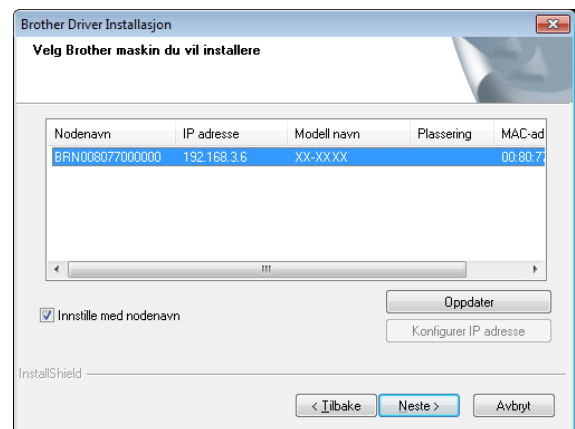 Brother Driver Installasjon
Velg Brother maskin du vil installere
Nodenavn IP adresse Modell navn Plassering MAC-ad
BRN008077000000 192.168.3.6 XX-XXXX 00:80:77
Oppdater
Innstille med nodenavn
Konfigurer IP adresse
InstallShield
< Tilbake Neste > Avbryt